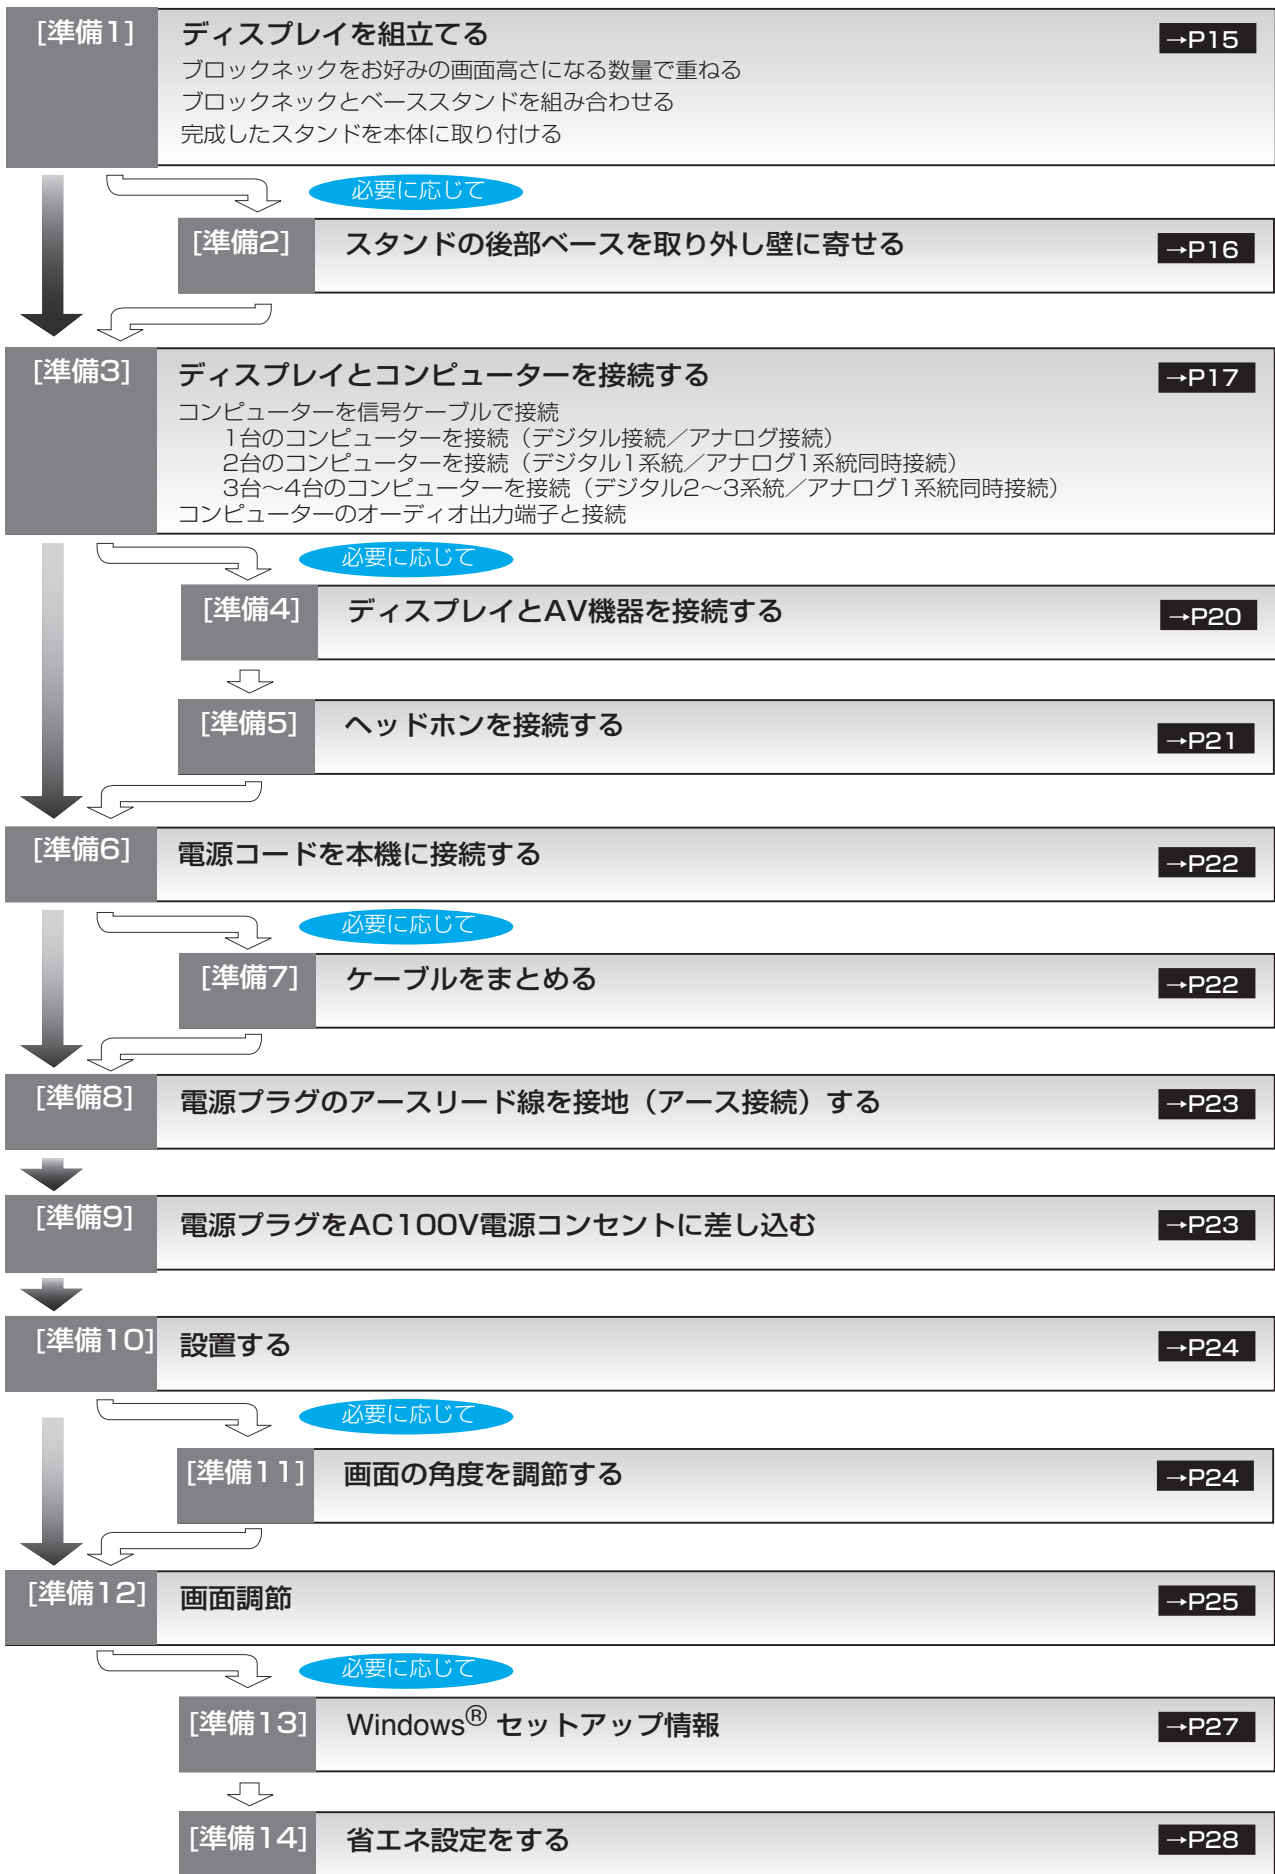 [準備1] ディスプレイを組立てる →P15
ブロックネックをお好みの画面高さになる数量で重ねる
ブロックネックとベーススタンドを組み合わせる
完成したスタンドを本体に取り付ける
必要に応じて
[準備2] スタンドの後部ベースを取り外し壁に寄せる →P16
[準備3] ディスプレイとコンピューターを接続する →P17
コンピューターを信号ケーブルで接続
1台のコンピューターを接続（デジタル接続／アナログ接続）
2台のコンピューターを接続（デジタル1系統／アナログ1系統同時接続）
3台～4台のコンピューターを接続（デジタル2～3系統／アナログ1系統同時接続）
コンピューターのオーディオ出力端子と接続
必要に応じて
[準備4] ディスプレイとAV機器を接続する →P20
[準備5] ヘッドホンを接続する →P21
[準備6] 電源コードを本機に接続する →P22
必要に応じて
[準備7] ケーブルをまとめる →P22
[準備8] 電源プラグのアースリード線を接地（アース接続）する →P23
[準備9] 電源プラグをAC100V電源コンセントに差し込む →P23
[準備10] 設置する →P24
必要に応じて
[準備11] 画面の角度を調節する →P24
[準備12] 画面調節 →P25
必要に応じて
[準備13] Windows® セットアップ情報 →P27
[準備14] 省エネ設定をする →P28